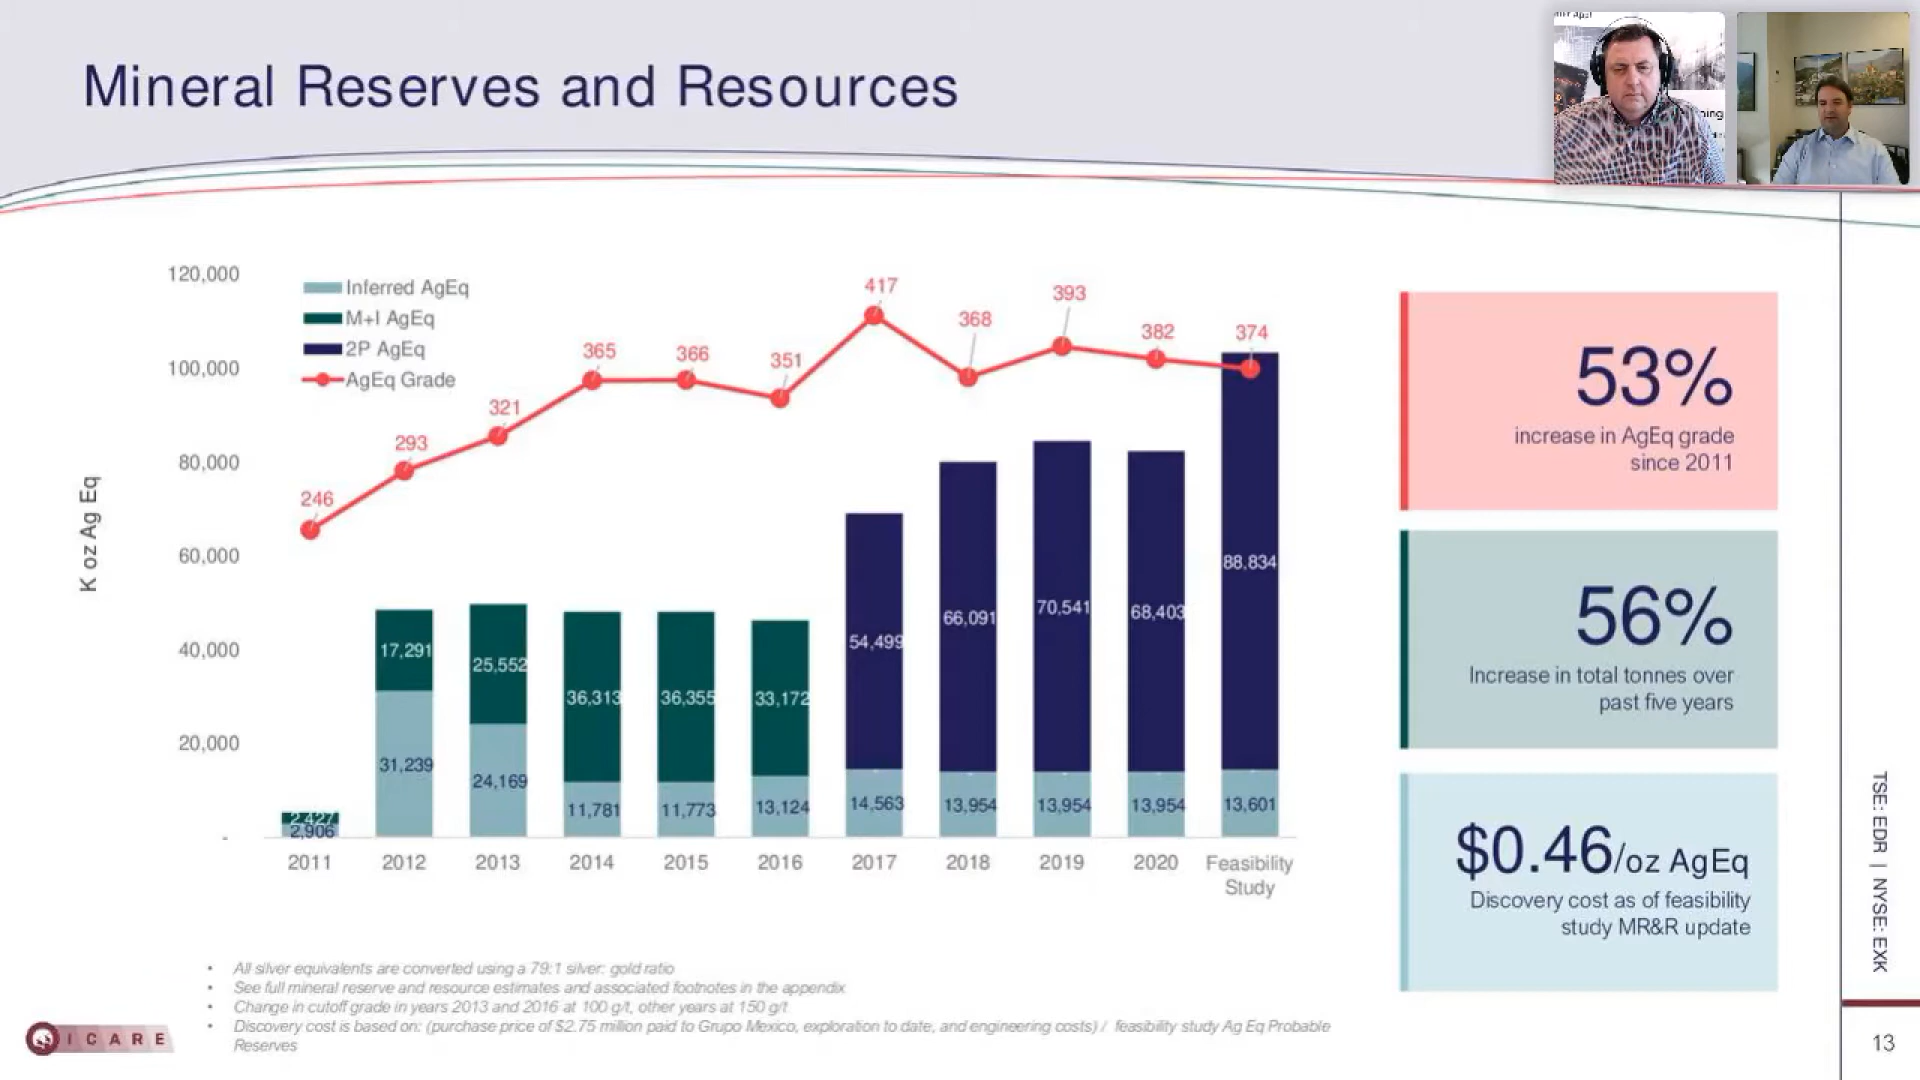 Mineral Reserves and Resources
120,000
100,000
80,000
60,000
40,000
20,000
-
K oz Ag Eq
Inferred AgEq
M+I AgEq
2P AgEq
AgEq Grade
246
293
321
365
366
351
417
368
393
382
374
2,427
2,906
17,291
31,239
25,552
24,169
36,313
11,781
36,355
11,773
33,172
13,124
54,499
14,563
66,091
13,954
70,541
13,954
68,403
13,954
88,834
13,601
2011 2012 2013 2014 2015 2016 2017 2018 2019 2020 Feasibility
Study
53%
increase in AgEq grade
since 2011
56%
Increase in total tonnes over
past five years
$0.46/oz AgEq
Discovery cost as of feasibility
study MR&R update
• All silver equivalents are converted using a 79:1 silver: gold ratio
• See full mineral reserve and resource estimates and associated footnotes in the appendix
• Change in cutoff grade in years 2013 and 2016 at 100 g/t, other years at 150 g/t
• Discovery cost is based on: (purchase price of $2.75 million paid to Grupo Mexico, exploration to date, and engineering costs) / feasibility study Ag Eq Probable
Reserves
ICARE
TSE: EDR | NYSE: EXK
13